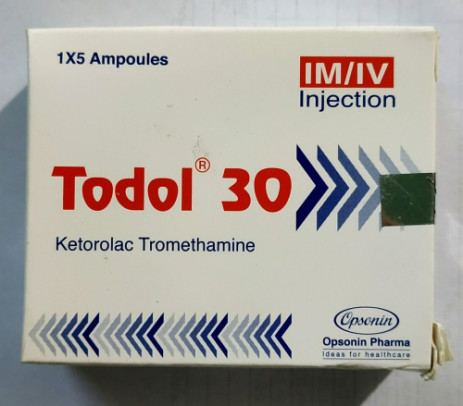 1X5 Ampoules
IM/IV
Injection
Todol® 30
Ketorolac Tromethamine
Opsonin
Opsonin Pharma
Ideas for healthcare